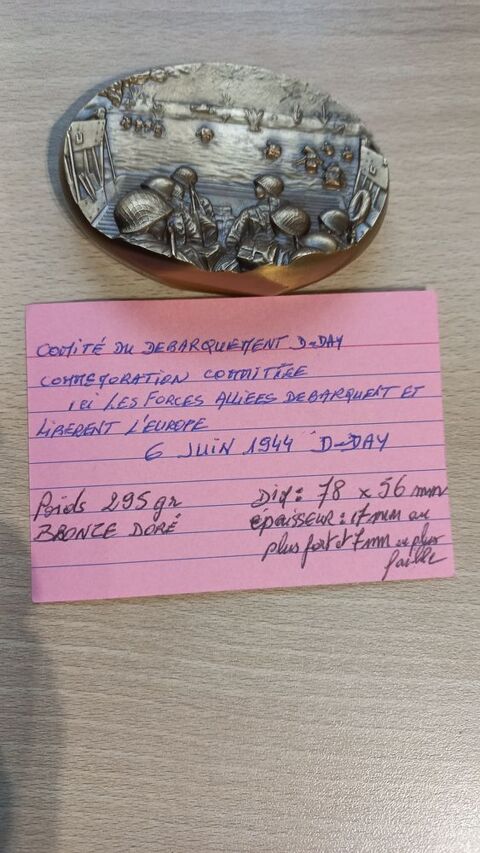 COMITÉ DU DEBARQUEMENT D-DAY
COMMEMORATION COMMITTEE
ici LES FORCES ALLIEES DEBARQUENT ET
LIBERENT L'EUROPE
6 JUIN 1944 D-DAY
Poids 295 gr
BRONZE DORÉ
Dim: 78 x 56 mm
épaisseur: 17 mm au
plus fort et 7 mm au plus
faible